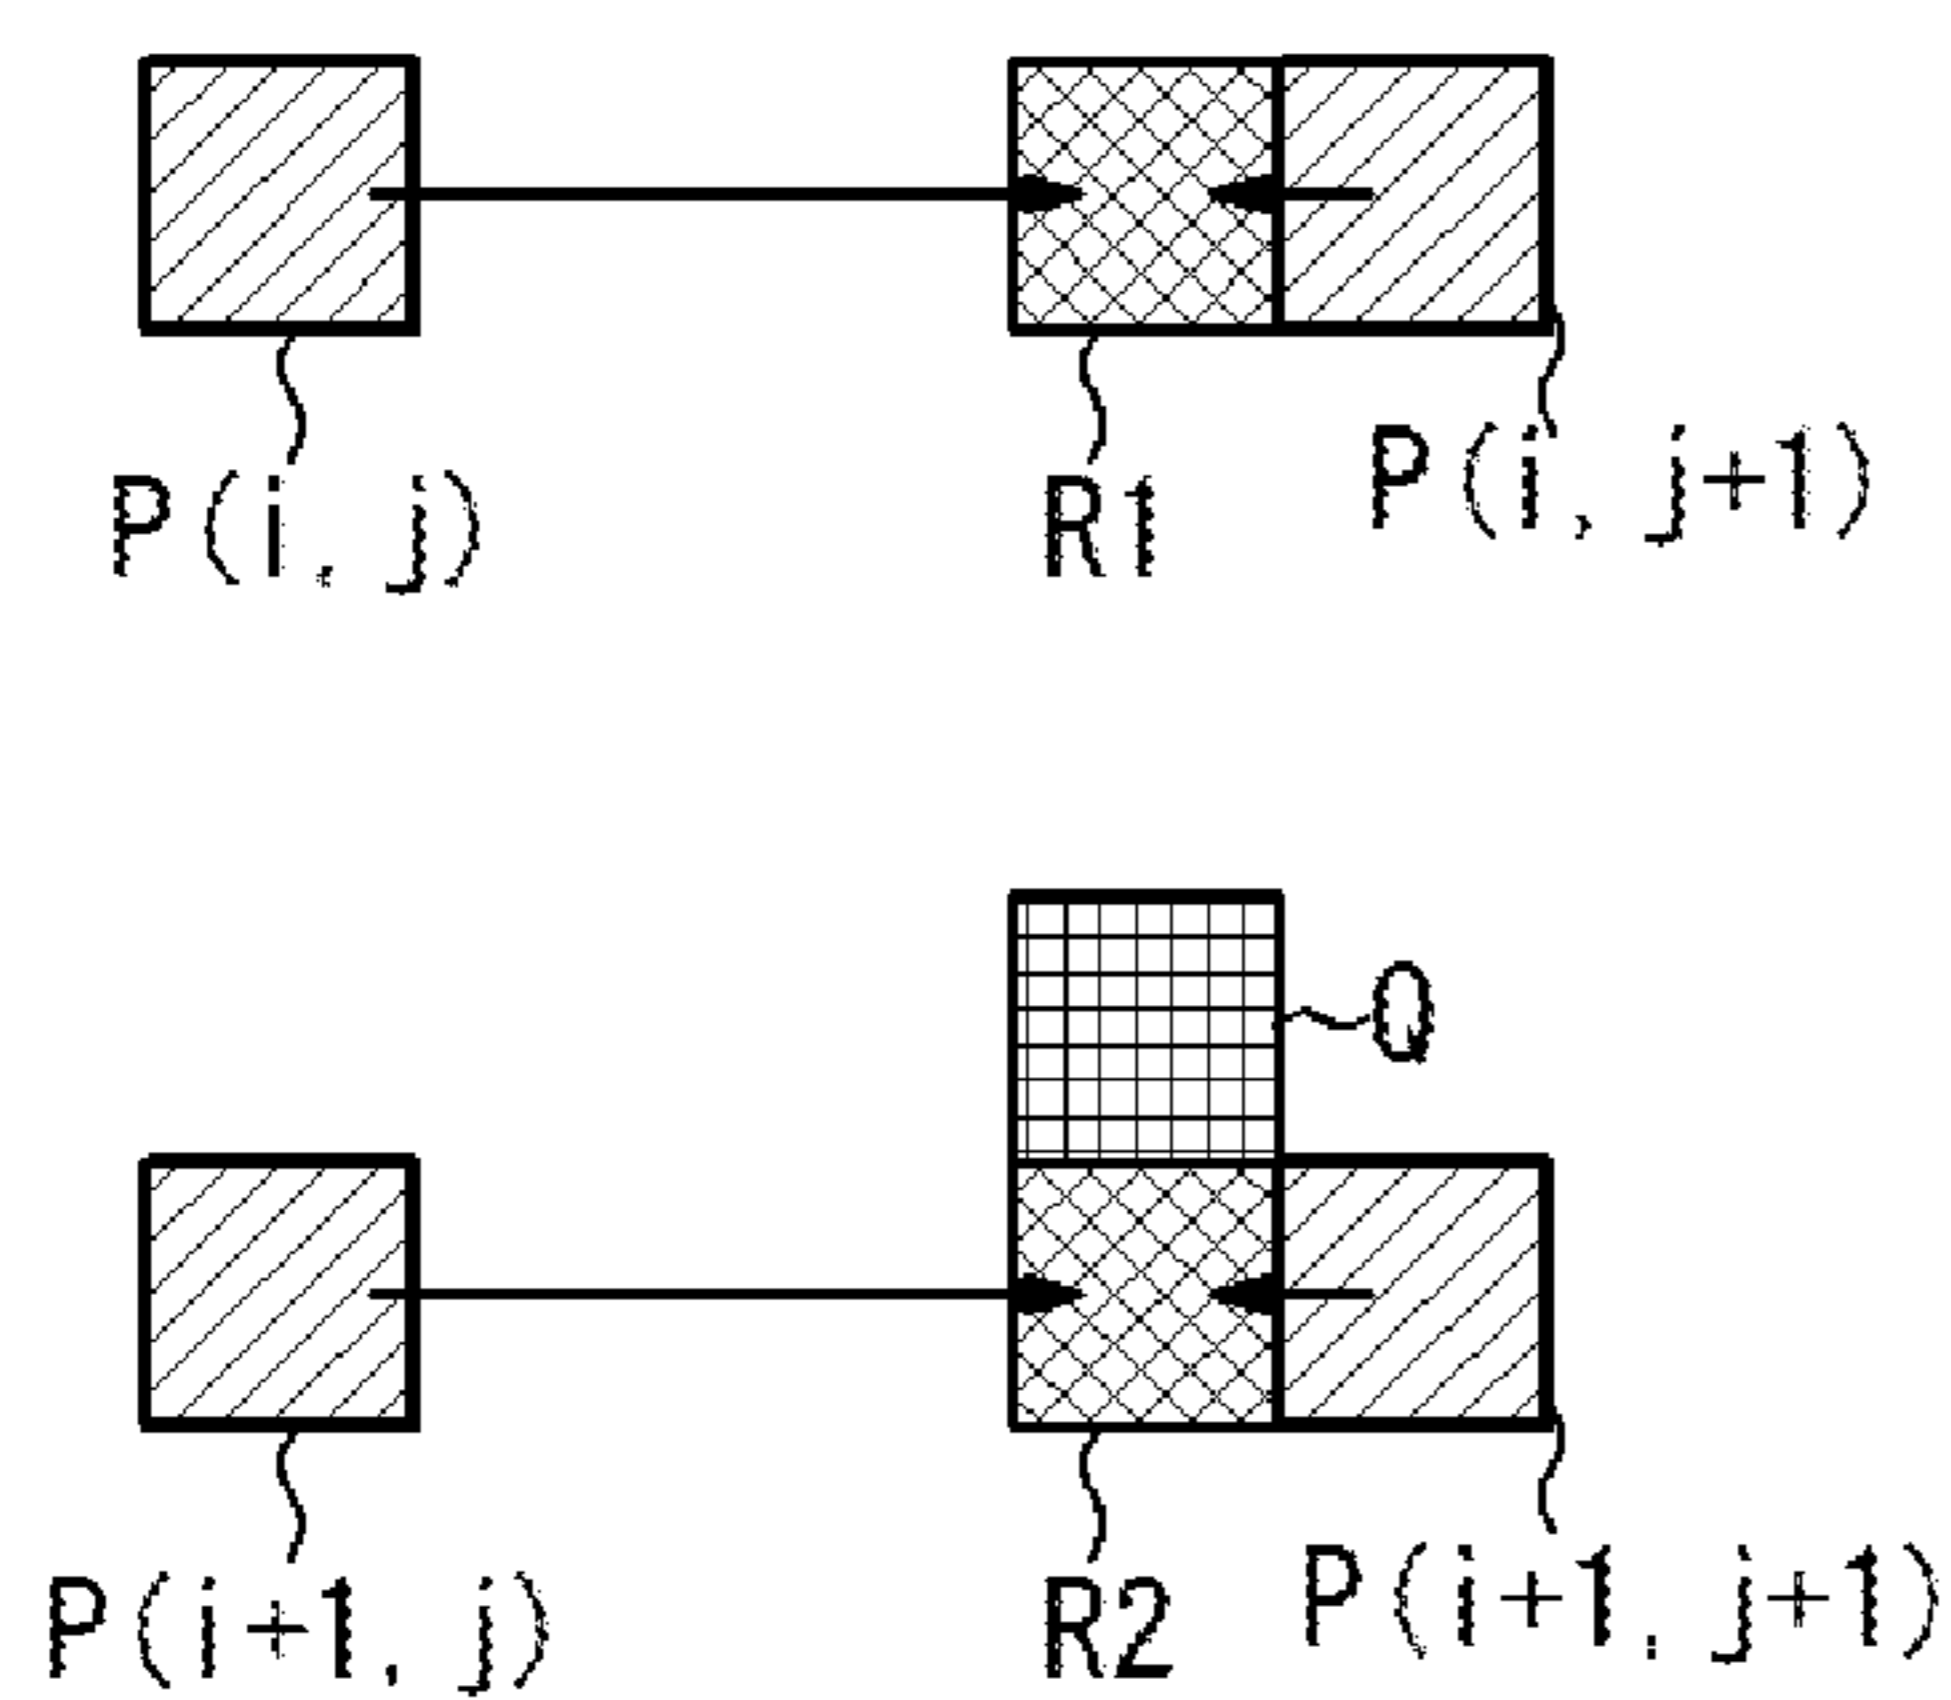 P(i, j)
R1
P(i, j+1)
Q
P(i+1, j)
R2
P(i+1, j+1)